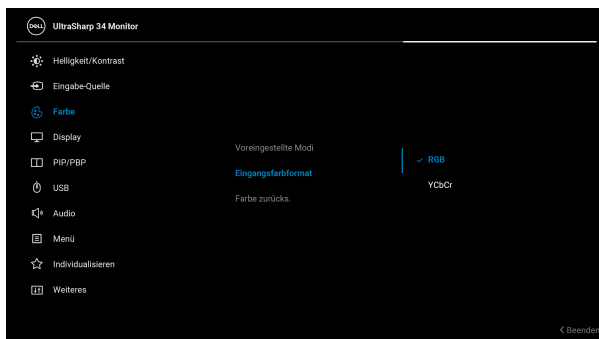 DELL UltraSharp 34 Monitor
Helligkeit/Kontrast
Eingabe-Quelle
Farbe
Display
PIP/PBP
USB
Audio
Menü
Individualisieren
Weiteres
Voreingestellte Modi
Eingangsfarbformat
Farbe zurücks.
RGB
YCbCr
Beenden